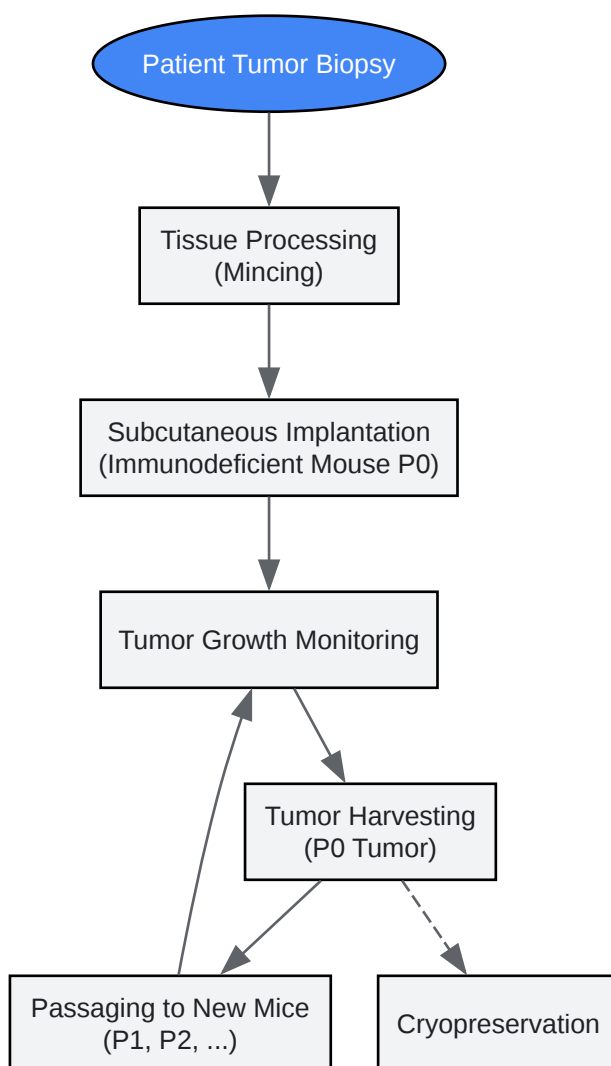 Patient Tumor Biopsy
Tissue Processing
(Mincing)
Subcutaneous Implantation
(Immunodeficient Mouse P0)
Tumor Growth Monitoring
Tumor Harvesting
(P0 Tumor)
Passaging to New Mice
(P1, P2, ...)
Cryopreservation